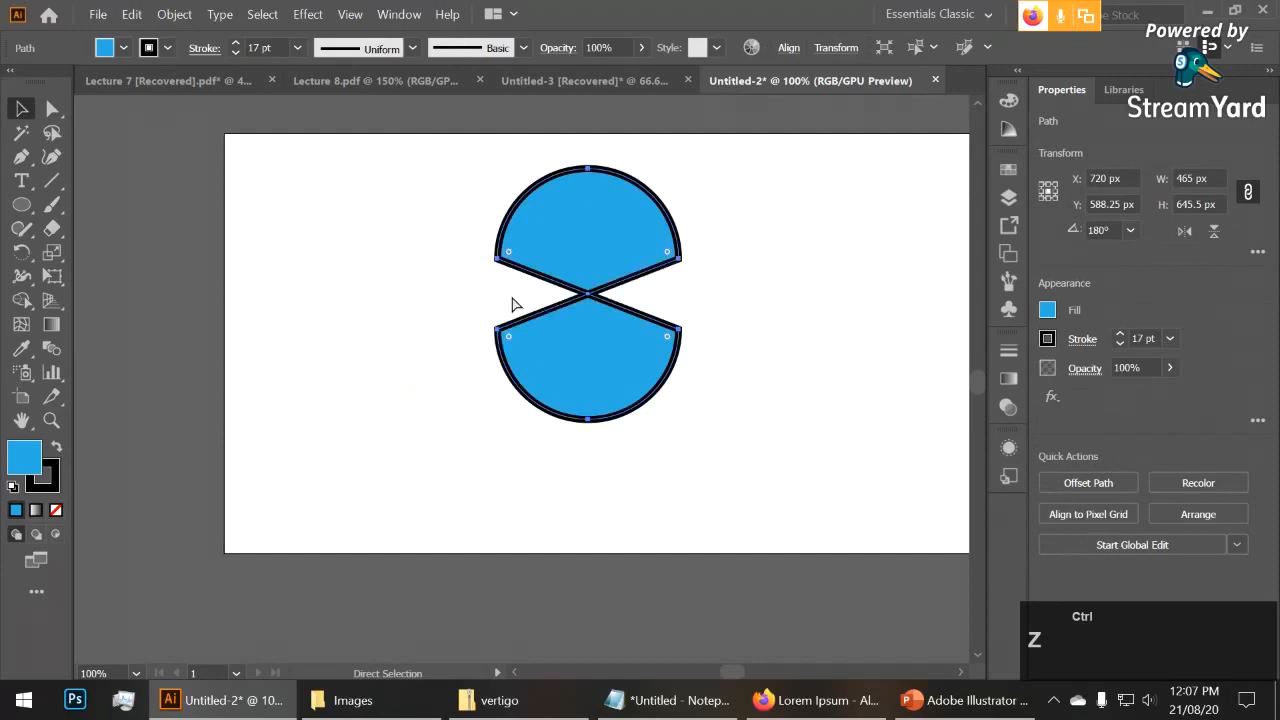 Ai File Edit Object Type Select Effect View Window Help Essentials Classic Stock
Powered by
StreamYard
Path Stroke: 17 pt Uniform Basic Opacity: 100% Style: Align Transform
Lecture 7 [Recovered].pdf* @ 4... Lecture 8.pdf @ 150% (RGB/GP... Untitled-3 [Recovered]* @ 66.6... Untitled-2* @ 100% (RGB/GPU Preview)
Properties Libraries
Path
Transform
X: 720 px W: 465 px
Y: 588.25 px H: 645.5 px
180°
Appearance
Fill
Stroke 17 pt
Opacity 100%
fx.
Quick Actions
Offset Path Recolor
Align to Pixel Grid Arrange
Start Global Edit
Ctrl
Z
100% 1 Direct Selection
Ps Ai Untitled-2* @ 10... Images vertigo *Untitled - Notep... Lorem Ipsum - Al... Adobe Illustrator ... 12:07 PM
21/08/20